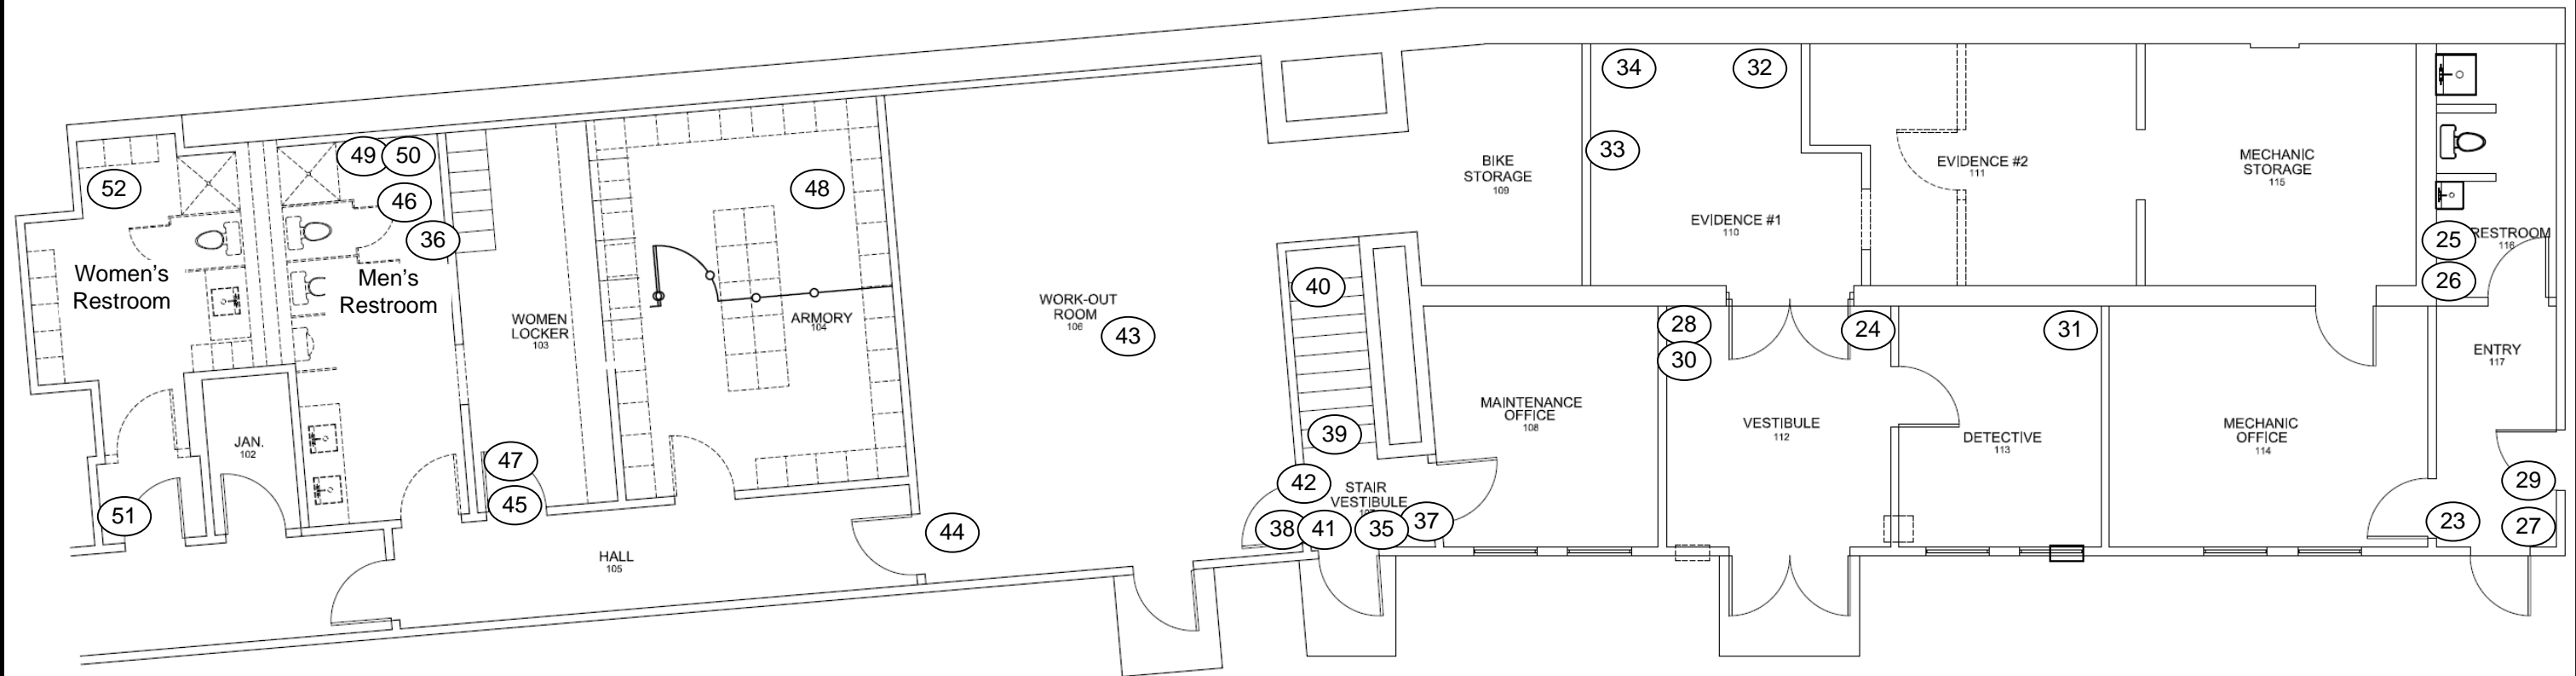 34
32
49
50
33
52
48
46
36
Women's
Restroom
Men's
Restroom
BIKE
STORAGE
109
EVIDENCE #1
110
EVIDENCE #2
111
MECHANIC
STORAGE
115
RESTROOM
116
25
26
40
WORK-OUT
ROOM
106
43
WOMEN
LOCKER
103
ARMORY
104
28
30
24
31
ENTRY
117
MAINTENANCE
OFFICE
108
VESTIBULE
112
DETECTIVE
113
MECHANIC
OFFICE
114
39
JAN.
102
47
45
42
STAIR
VESTIBULE
51
44
38
41
35
37
29
23
27
HALL
105